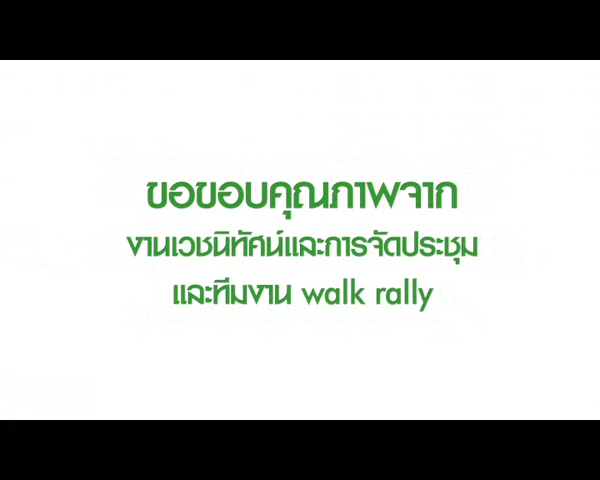 ขอขอบคุณภาพจาก
งานเวชนิทัศน์และการจัดประชุม
และทีมงาน walk rally